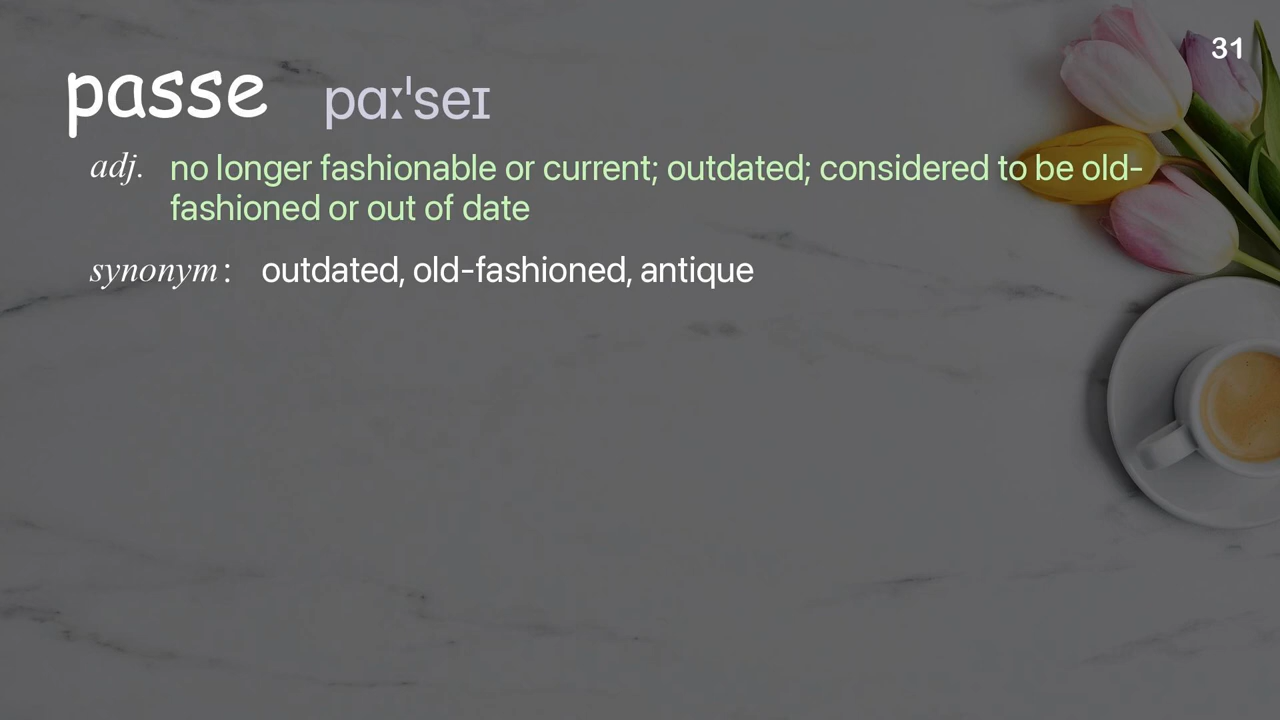 31
passe pɑːˈseɪ
adj. no longer fashionable or current; outdated; considered to be old-
fashioned or out of date
synonym: outdated, old-fashioned, antique